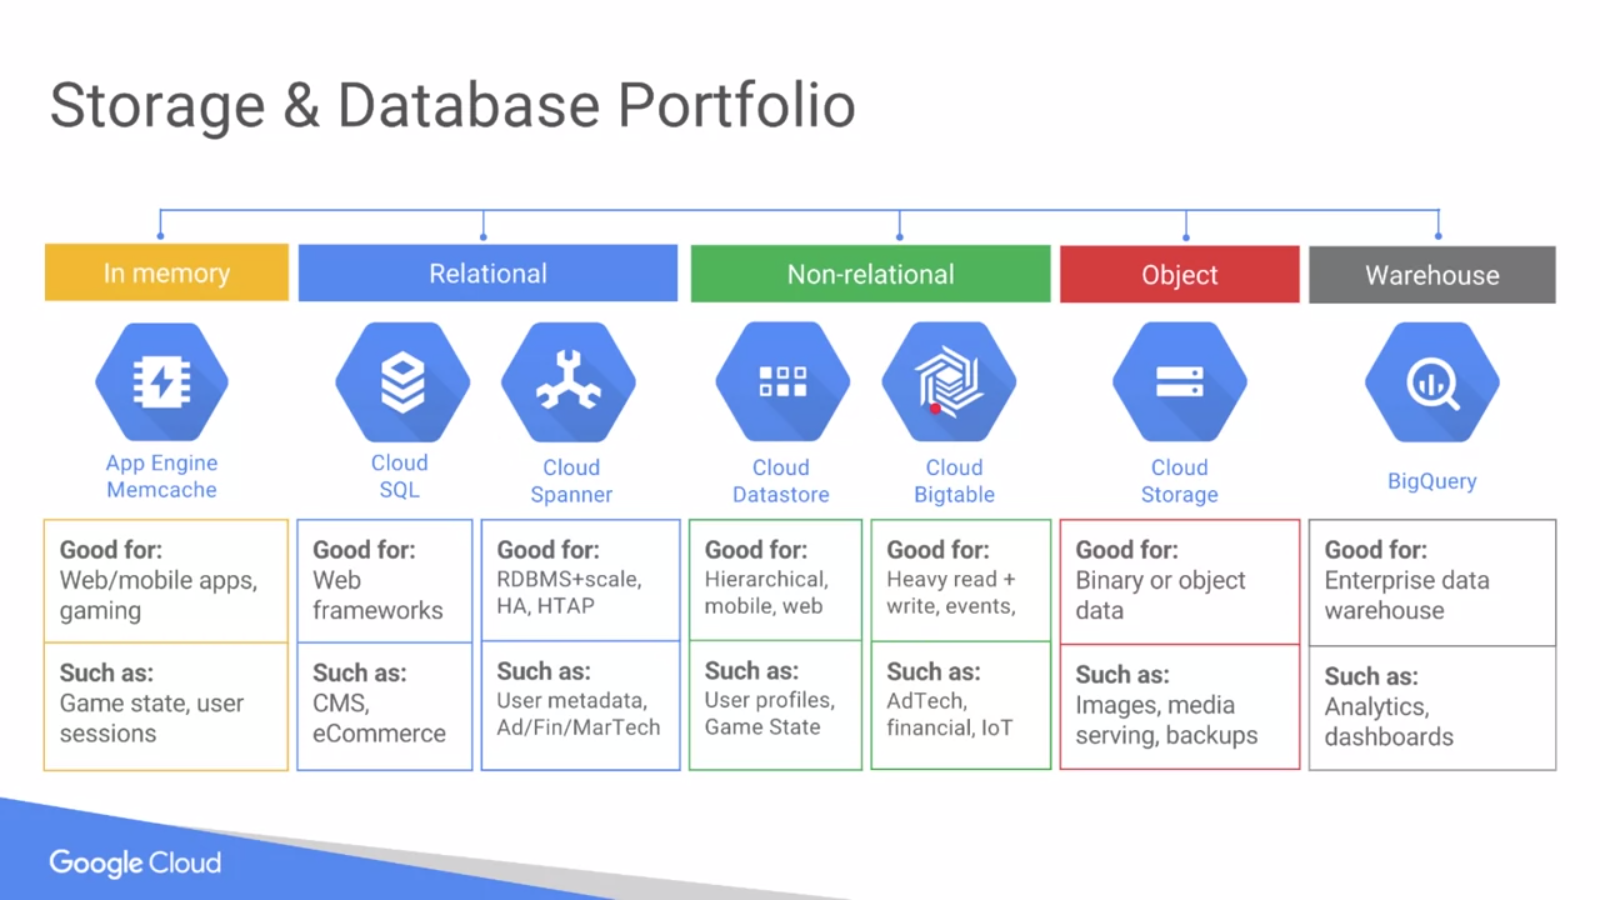 Storage & Database Portfolio
In memory
Relational
Non-relational
Object
Warehouse
App Engine
Memcache
Cloud
SQL
Cloud
Spanner
Cloud
Datastore
Cloud
Bigtable
Cloud
Storage
BigQuery
Good for:
Web/mobile apps,
gaming
Such as:
Game state, user
sessions
Good for:
Web
frameworks
Such as:
CMS,
eCommerce
Good for:
RDBMS+scale,
HA, HTAP
Such as:
User metadata,
Ad/Fin/MarTech
Good for:
Hierarchical,
mobile, web
Such as:
User profiles,
Game State
Good for:
Heavy read +
write, events,
Such as:
AdTech,
financial, IoT
Good for:
Binary or object
data
Such as:
Images, media
serving, backups
Good for:
Enterprise data
warehouse
Such as:
Analytics,
dashboards
Google Cloud